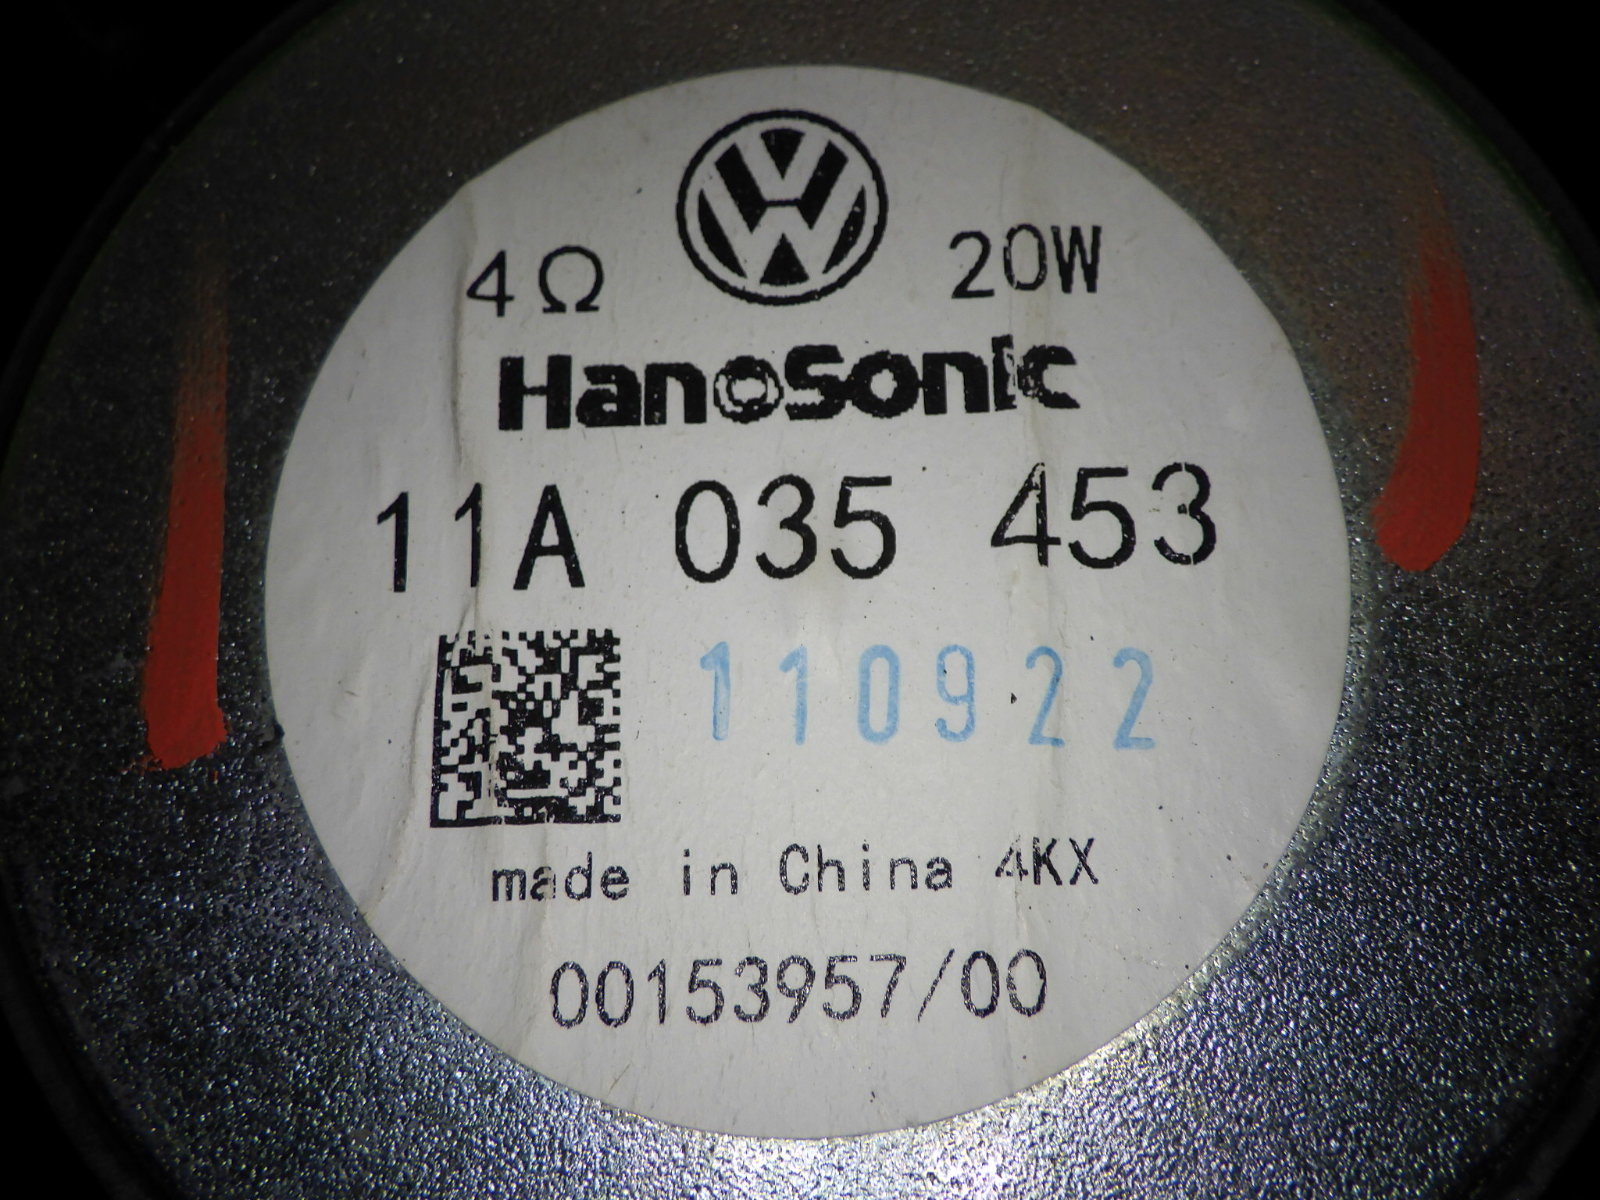 4Ω 20W
HanoSonic
11A 035 453
110922
made in China 4KX
00153957/00